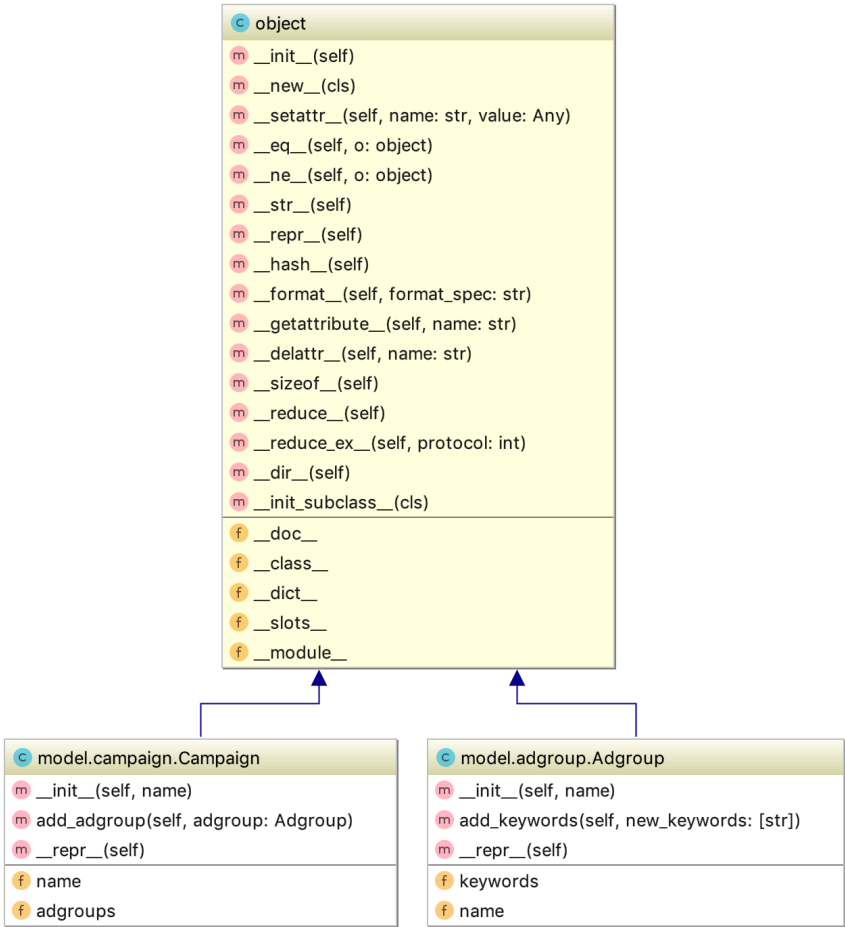 C object
m __init__(self)
m __new__(cls)
m __setattr__(self, name: str, value: Any)
m __eq__(self, o: object)
m __ne__(self, o: object)
m __str__(self)
m __repr__(self)
m __hash__(self)
m __format__(self, format_spec: str)
m __getattribute__(self, name: str)
m __delattr__(self, name: str)
m __sizeof__(self)
m __reduce__(self)
m __reduce_ex__(self, protocol: int)
m __dir__(self)
m __init_subclass__(cls)
f __doc__
f __class__
f __dict__
f __slots__
f __module__
C model.campaign.Campaign
m __init__(self, name)
m add_adgroup(self, adgroup: Adgroup)
m __repr__(self)
f name
f adgroups
C model.adgroup.Adgroup
m __init__(self, name)
m add_keywords(self, new_keywords: [str])
m __repr__(self)
f keywords
f name